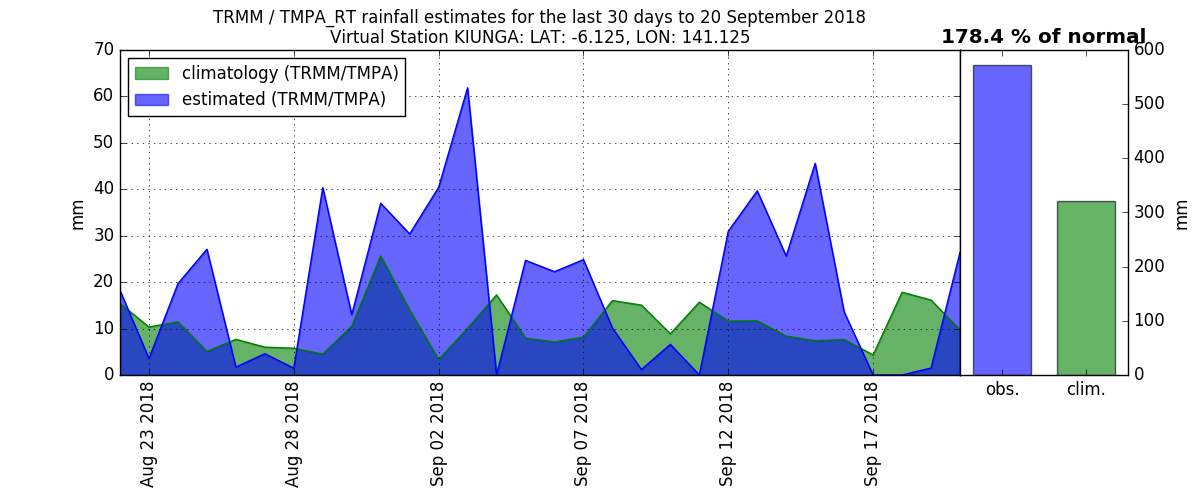 TRMM / TMPA_RT rainfall estimates for the last 30 days to 20 September 2018
Virtual Station KIUNGA: LAT: -6.125, LON: 141.125
178.4 % of normal
climatology (TRMM/TMPA)
estimated (TRMM/TMPA)
70
60
50
40
30
20
10
0
mm
Aug 23 2018
Aug 28 2018
Sep 02 2018
Sep 07 2018
Sep 12 2018
Sep 17 2018
600
500
400
300
200
100
0
mm
obs.
clim.